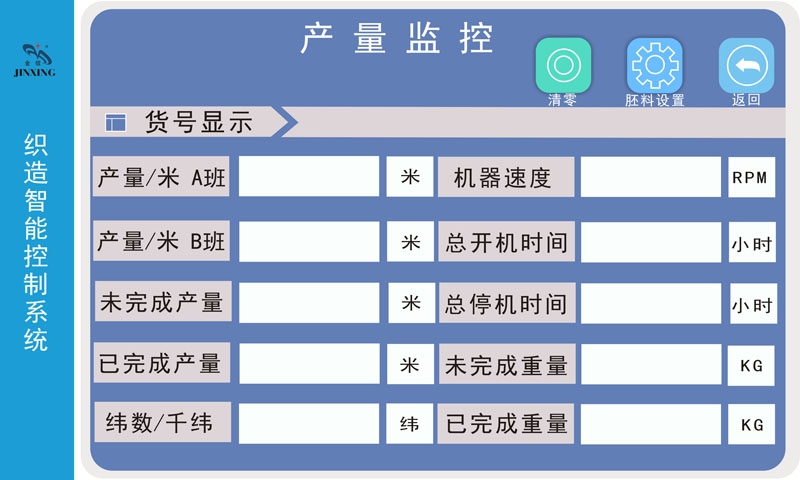 金信
JINXING
织造智能控制系统
产量监控
清零
胚料设置
返回
货号显示
产量/米 A班 米 机器速度 RPM
产量/米 B班 米 总开机时间 小时
未完成产量 米 总停机时间 小时
已完成产量 米 未完成重量 KG
纬数/千纬 纬 已完成重量 KG